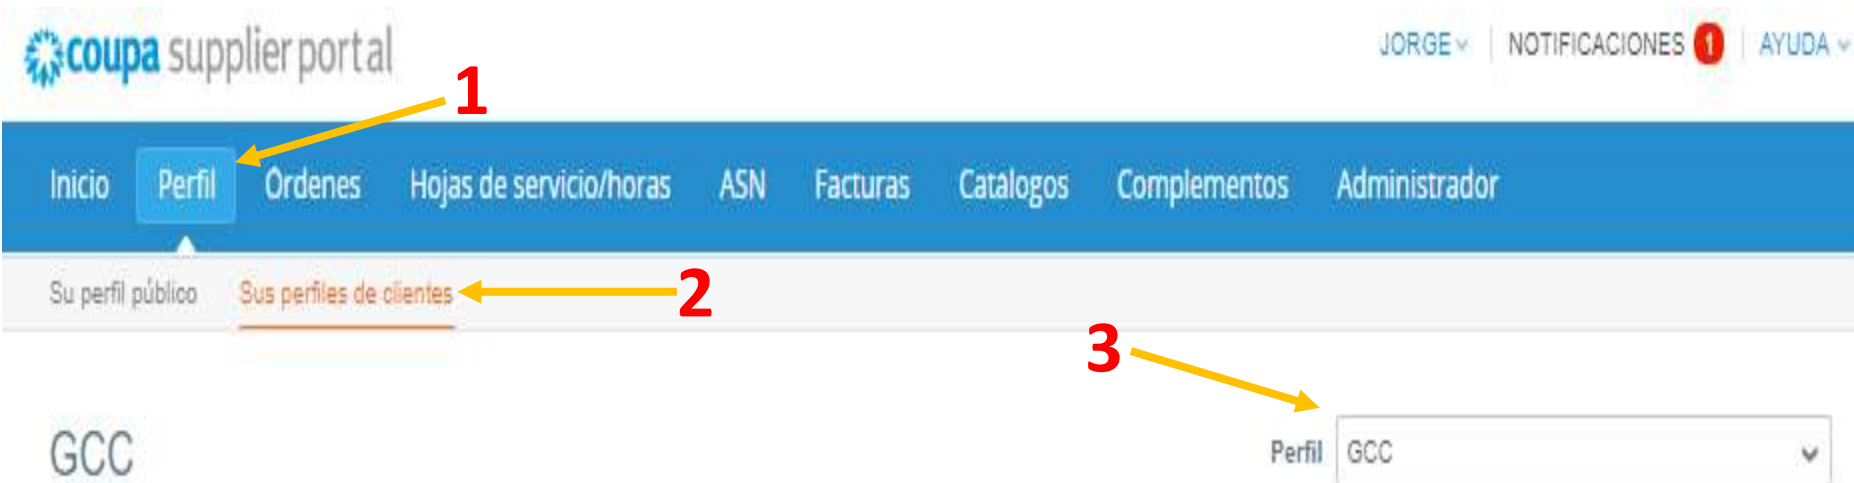 coupa supplier portal
JORGE NOTIFICACIONES 1 AYUDA
1
Inicio Perfil Órdenes Hojas de servicio/horas ASN Facturas Catálogos Complementos Administrador
Su perfil público Sus perfiles de clientes
2
3
GCC
Perfil GCC